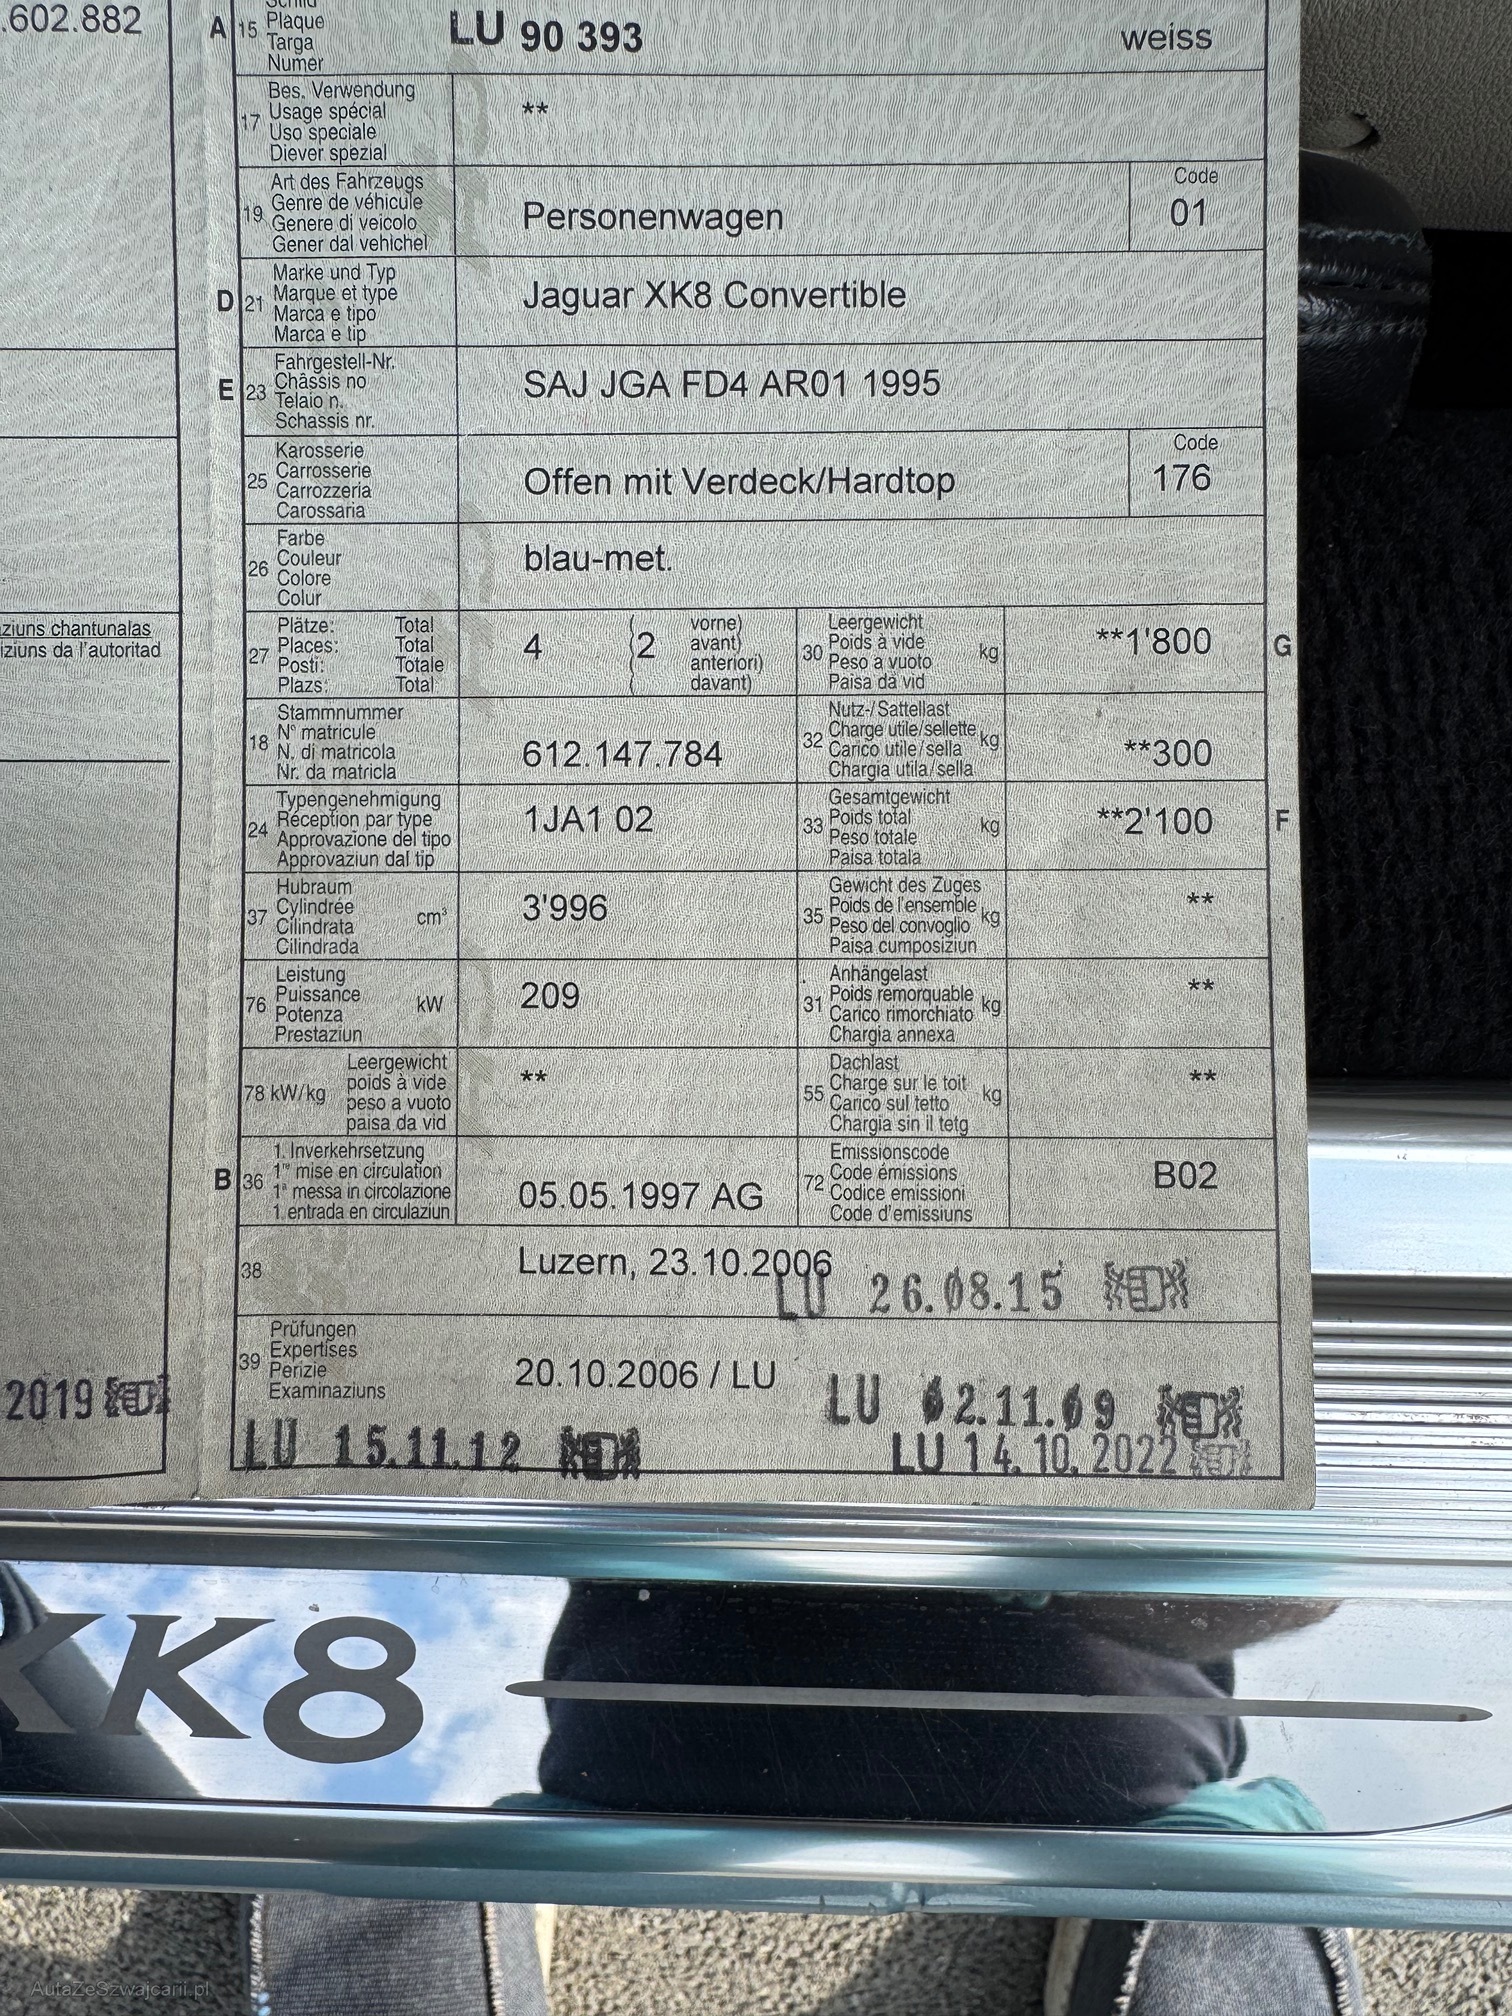 .602.882
A 15 Schild
Plaque
Targa
Numer
LU 90 393 weiss
17 Bes. Verwendung
Usage spécial
Uso speciale
Diever spezial
**
19 Art des Fahrzeugs
Genre de véhicule
Genere di veicolo
Gener dal vehichel
Personenwagen
Code
01
D 21 Marke und Typ
Marque et type
Marca e tipo
Marca e tip
Jaguar XK8 Convertible
E 23 Fahrgestell-Nr.
Châssis no
Telaio n.
Schassis nr.
SAJ JGA FD4 AR01 1995
25 Karosserie
Carrosserie
Carrozzeria
Carossaria
Offen mit Verdeck/Hardtop
Code
176
26 Farbe
Couleur
Colore
Colur
blau-met.
27 Plätze: Total
Places: Total
Posti: Totale
Plazs: Total
4 (2 vorne)
avant)
anteriori)
davant)
30 Leergewicht
Poids à vide
Peso a vuoto
Paisa da vid
kg
**1'800 G
18 Stammnummer
N° matricule
N. di matricola
Nr. da matricla
612.147.784
32 Nutz-/Sattellast
Charge utile/sellette
Carico utile/sella
Chargia utila/sella
kg
**300
24 Typengenehmigung
Réception par type
Approvazione del tipo
Approvaziun dal tip
1JA1 02
33 Gesamtgewicht
Poids total
Peso totale
Paisa totala
kg
**2'100 F
37 Hubraum
Cylindrée
Cilindrata
Cilindrada
cm³
3'996
35 Gewicht des Zuges
Poids de l'ensemble
Peso del convoglio
Paisa cumposiziun
kg
**
76 Leistung
Puissance
Potenza
Prestaziun
kW
209
31 Anhängelast
Poids remorquable
Carico rimorchiato
Chargia annexa
kg
**
78 kW/kg Leergewicht
poids à vide
peso a vuoto
paisa da vid
**
55 Dachlast
Charge sur le toit
Carico sul tetto
Chargia sin il tetg
kg
**
B 36 1. Inverkehrsetzung
1re mise en circulation
1a messa in circolazione
1. entrada en circulaziun
05.05.1997 AG
72 Emissionscode
Code émissions
Codice emissioni
Code d'emissiuns
B02
38 Luzern, 23.10.2006
LU 26.08.15
39 Prüfungen
Expertises
Perizie
Examinaziuns
20.10.2006 / LU
LU 02.11.09
LU 15.11.12
LU 14.10.2022
ziuns chantunalas
iziuns da l'autoritad
2019
XK8
AutaZeSzwajcarii.pl